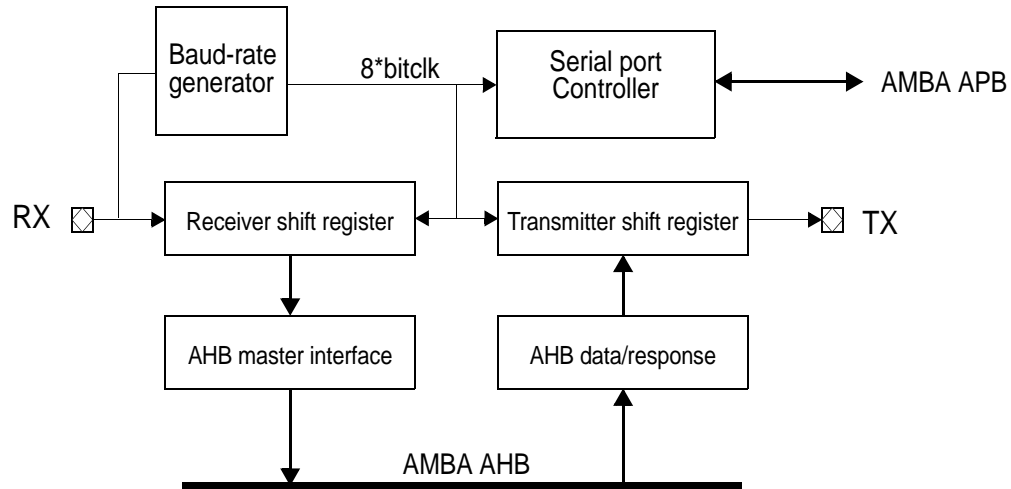 Baud-rate
generator
8*bitclk
Serial port
Controller
AMBA APB
RX
Receiver shift register
Transmitter shift register
TX
AHB master interface
AHB data/response
AMBA AHB